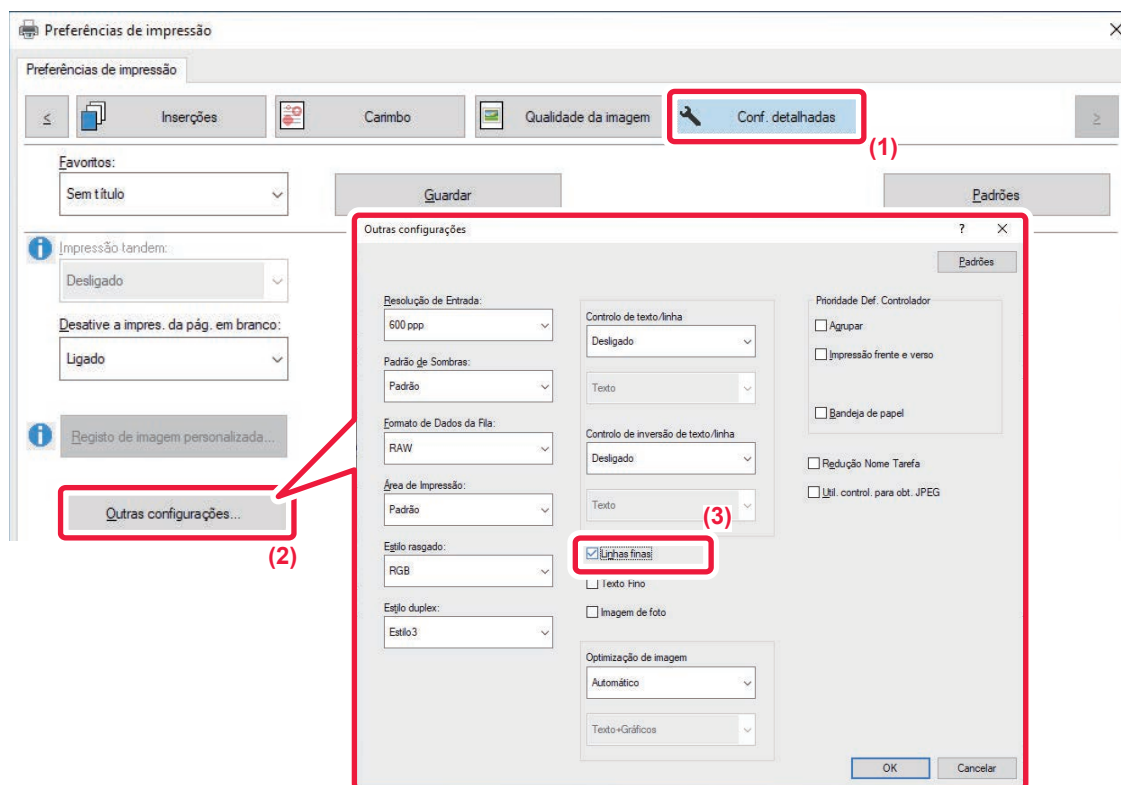 Preferências de impressão
Preferências de impressão
<
Inserções
Carimbo
Qualidade da imagem
Conf. detalhadas
>
(1)
Favoritos:
Sem título
Guardar
Padrões
Impressão tandem:
Desligado
Desative a impres. da pág. em branco:
Ligado
Registo de imagem personalizada...
Outras configurações...
(2)
Outras configurações
?
Padrões
Resolução de Entrada:
600 ppp
Padrão de Sombras:
Padrão
Formato de Dados da Fila:
RAW
Área de Impressão:
Padrão
Estilo rasgado:
RGB
Estilo duplex:
Estilo3
Controlo de texto/linha
Desligado
Texto
Controlo de inversão de texto/linha
Desligado
Texto
(3)
Linhas finas
Texto Fino
Imagem de foto
Optimização de imagem
Automático
Texto+Gráficos
Prioridade Def. Controlador
Agrupar
Impressão frente e verso
Bandeja de papel
Redução Nome Tarefa
Util. control. para obt. JPEG
OK
Cancelar